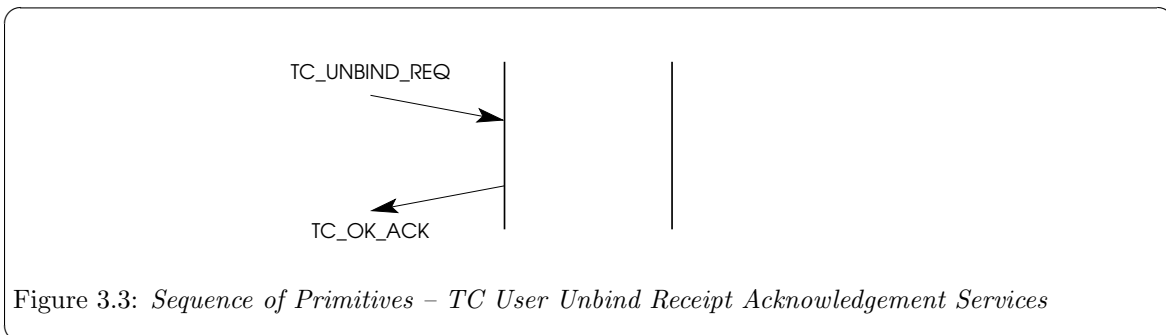 TC_UNBIND_REQ
TC_OK_ACK
Figure 3.3: Sequence of Primitives – TC User Unbind Receipt Acknowledgement Services